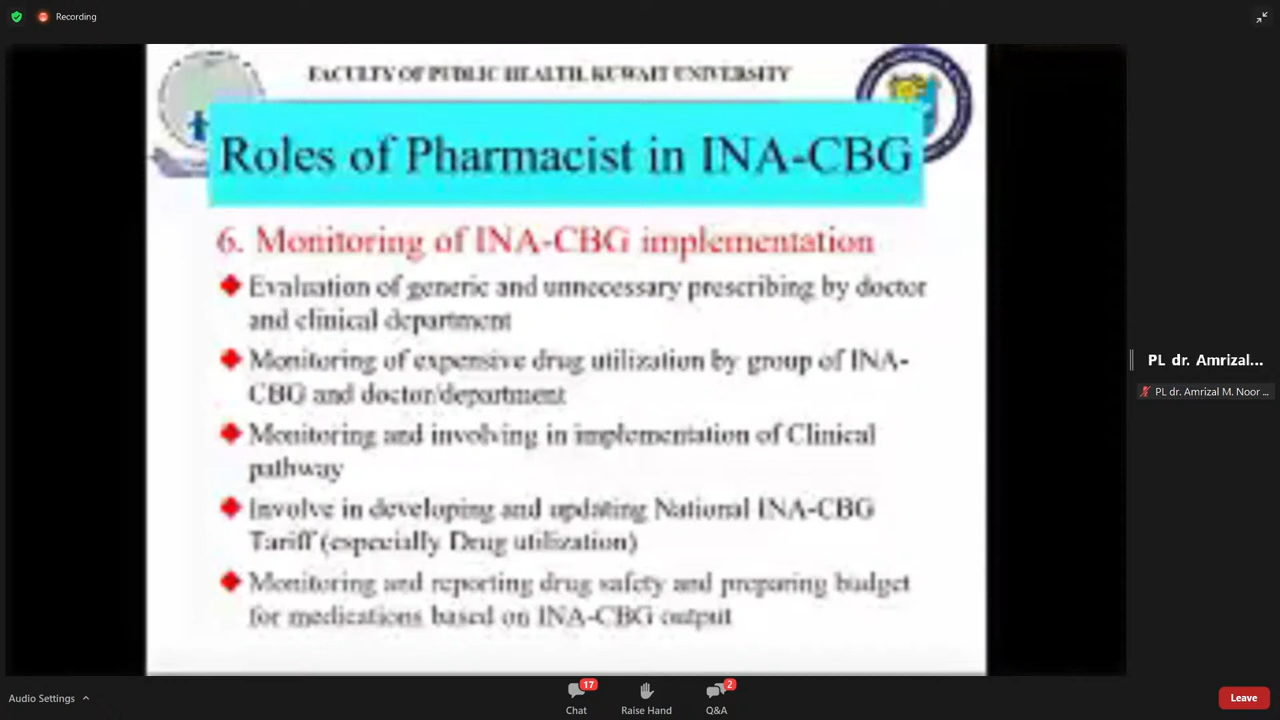 Recording
FACULTY OF PUBLIC HEALTH, KUWAIT UNIVERSITY
Roles of Pharmacist in INA-CBG
6. Monitoring of INA-CBG implementation
Evaluation of generic and unnecessary prescribing by doctor
and clinical department
Monitoring of expensive drug utilization by group of INA-
CBG and doctor/department
Monitoring and involving in implementation of Clinical
pathway
Involve in developing and updating National INA-CBG
Tariff (especially Drug utilization)
Monitoring and reporting drug safety and preparing budget
for medications based on INA-CBG output
PL dr. Amrizal...
PL dr. Amrizal M. Noor ...
Audio Settings
17
Chat
Raise Hand
2
Q&A
Leave